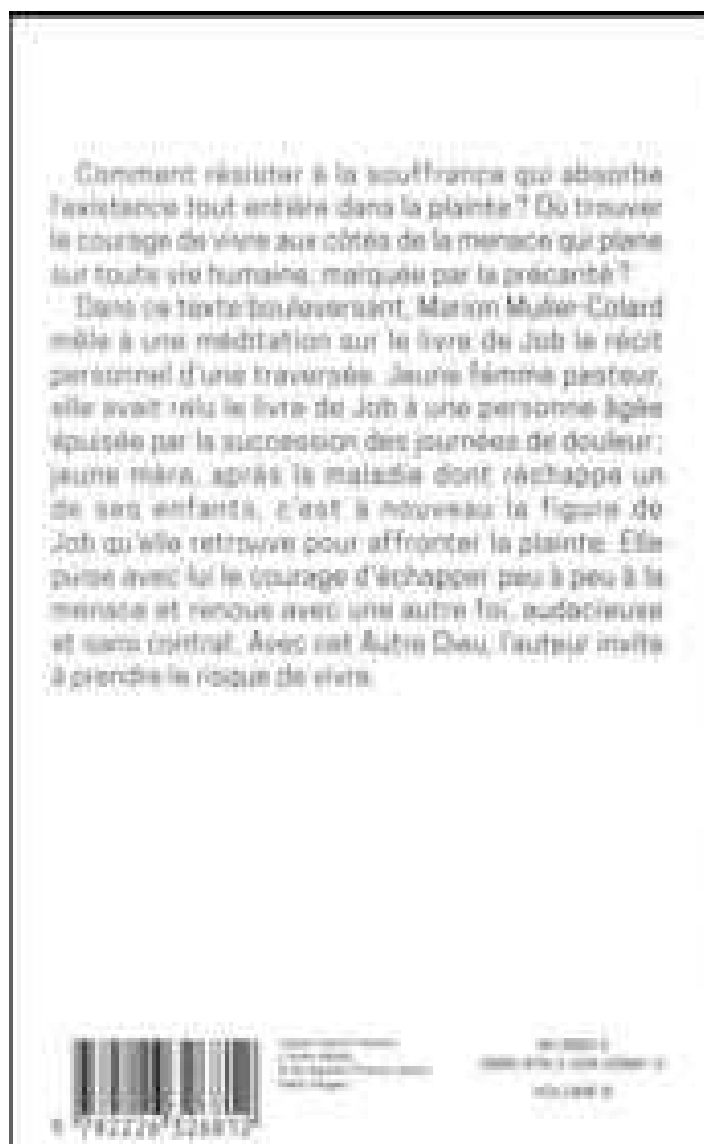 Comment résister à la souffrance qui absorbe
l'existence tout entière dans la plainte ? Où trouver
le courage de vivre aux côtés de la menace qui plane
sur toute vie humaine, marquée par la précarité ?
Dans ce texte bouleversant, Marion Muller-Colard
mêle à une méditation sur le livre de Job le récit
personnel d'une traversée. Jeune femme pasteur,
elle avait relu le livre de Job à une personne âgée
épuisée par la succession des journées de douleur ;
jeune mère, après la maladie dont réchappe un
de ses enfants, c'est à nouveau la figure de
Job qu'elle retrouve pour affronter la plainte. Elle
puise avec lui le courage d'échapper peu à peu à la
menace et renoue avec une autre foi, audacieuse
et sans contrat. Avec cet Autre Dieu, l'auteur invite
à prendre le risque de vivre.